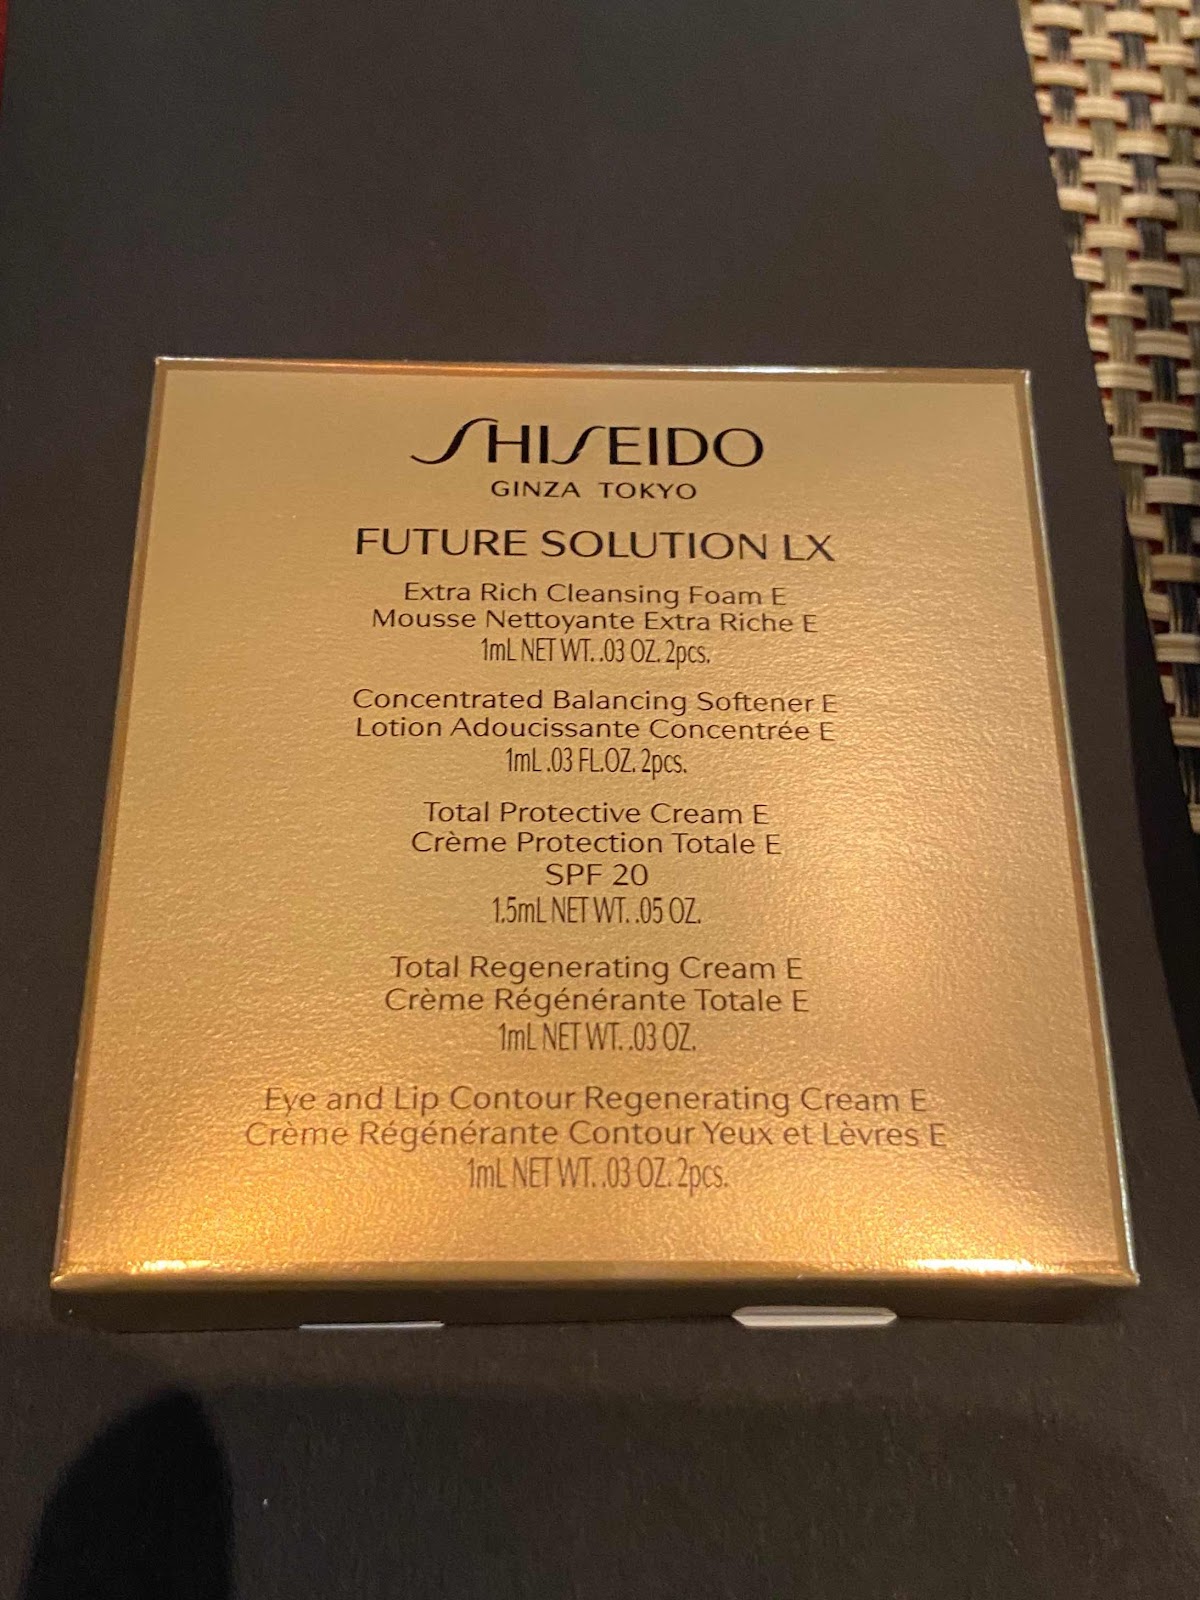 SHISEIDO
GINZA TOKYO
FUTURE SOLUTION LX
Extra Rich Cleansing Foam E
Mousse Nettoyante Extra Riche E
1mL NET WT. .03 OZ. 2pcs.
Concentrated Balancing Softener E
Lotion Adoucissante Concentrée E
1mL .03 FL.OZ. 2pcs.
Total Protective Cream E
Crème Protection Totale E
SPF 20
1.5mL NET WT. .05 OZ.
Total Regenerating Cream E
Crème Régénérante Totale E
1mL NET WT. .03 OZ.
Eye and Lip Contour Regenerating Cream E
Crème Régénérante Contour Yeux et Lèvres E
1mL NET WT. .03 OZ. 2pcs.